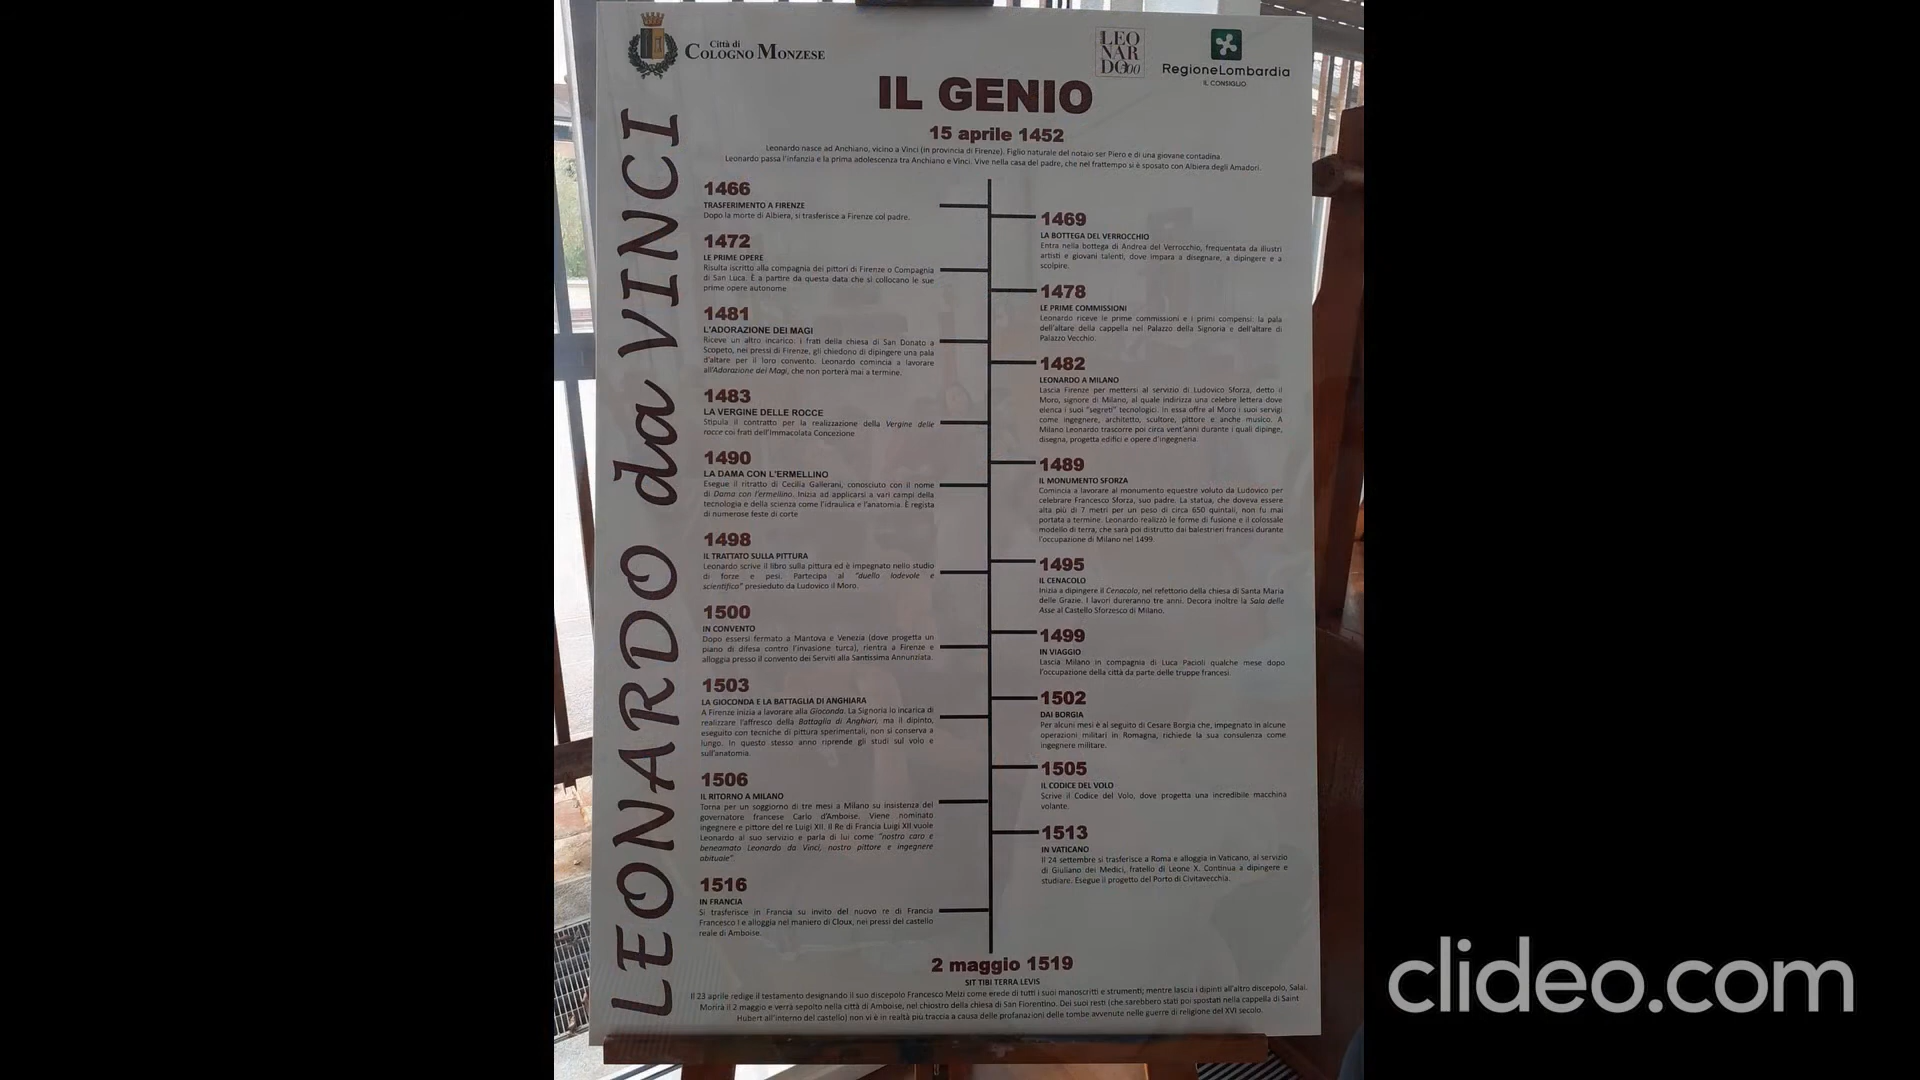 Città di
COLOGNO MONZESE
LEO
NAR
DO500
RegioneLombardia
IL CONSIGLIO
LEONARDO da VINCI
IL GENIO
15 aprile 1452
Leonardo nasce ad Anchiano, vicino a Vinci (in provincia di Firenze). Figlio naturale del notaio ser Piero e di una giovane contadina.
Leonardo passa l'infanzia e la prima adolescenza tra Anchiano e Vinci. Vive nella casa del padre, che nel frattempo si è sposato con Albiera degli Amadori.
1466
TRASFERIMENTO A FIRENZE
Dopo la morte di Albiera, si trasferisce a Firenze col padre.
1469
LA BOTTEGA DEL VERROCCHIO
Entra nella bottega di Andrea del Verrocchio, frequentata da illustri
artisti e giovani talenti, dove impara a disegnare, a dipingere e a
scolpire.
1472
LE PRIME OPERE
Risulta iscritto alla compagnia dei pittori di Firenze o Compagnia
di San Luca. È a partire da questa data che si collocano le sue
prime opere autonome
1478
LE PRIME COMMISSIONI
Leonardo riceve le prime commissioni e i primi compensi: la pala
dell'altare della cappella nel Palazzo della Signoria e dell'altare di
Palazzo Vecchio.
1481
L'ADORAZIONE DEI MAGI
Riceve un altro incarico: i frati della chiesa di San Donato a
Scopeto, nei pressi di Firenze, gli chiedono di dipingere una pala
d'altare per il loro convento. Leonardo comincia a lavorare
all'Adorazione dei Magi, che non porterà mai a termine.
1482
LEONARDO A MILANO
Lascia Firenze per mettersi al servizio di Ludovico Sforza, detto il
Moro, signore di Milano, al quale indirizza una celebre lettera dove
elenca i suoi "segreti" tecnologici. In essa offre al Moro i suoi servigi
come ingegnere, architetto, scultore, pittore e anche musico. A
Milano Leonardo trascorre poi circa vent'anni durante i quali dipinge,
disegna, progetta edifici e opere d'ingegneria
1483
LA VERGINE DELLE ROCCE
Stipula il contratto per la realizzazione della Vergine delle
rocce coi frati dell'Immacolata Concezione
1489
IL MONUMENTO SFORZA
Comincia a lavorare al monumento equestre voluto da Ludovico per
celebrare Francesco Sforza, suo padre. La statua, che doveva essere
alta più di 7 metri per un peso di circa 650 quintali, non fu mai
portata a termine. Leonardo realizzò le forme di fusione e il colossale
modello di terra, che sarà poi distrutto dai balestrieri francesi durante
l'occupazione di Milano nel 1499.
1490
LA DAMA CON L'ERMELLINO
Esegue il ritratto di Cecilia Gallerani, conosciuto con il nome
di Dama con l'ermellino. Inizia ad applicarsi a vari campi della
tecnologia e della scienza come l'idraulica e l'anatomia. È regista
di numerose feste di corte
1495
IL CENACOLO
Inizia a dipingere il Cenacolo, nel refettorio della chiesa di Santa Maria
delle Grazie. I lavori dureranno tre anni. Decora inoltre la Sala delle
Asse al Castello Sforzesco di Milano.
1498
IL TRATTATO SULLA PITTURA
Leonardo scrive il libro sulla pittura ed è impegnato nello studio
di forze e pesi. Partecipa al "duello lodevole e
scientifico" presieduto da Ludovico il Moro.
1499
IN VIAGGIO
Lascia Milano in compagnia di Luca Pacioli qualche mese dopo
l'occupazione della città da parte delle truppe francesi.
1500
IN CONVENTO
Dopo essersi fermato a Mantova e Venezia (dove progetta un
piano di difesa contro l'invasione turca), rientra a Firenze e
alloggia presso il convento dei Serviti alla Santissima Annunziata.
1502
DAI BORGIA
Per alcuni mesi è al seguito di Cesare Borgia che, impegnato in alcune
operazioni militari in Romagna, richiede la sua consulenza come
ingegnere militare.
1503
LA GIOCONDA E LA BATTAGLIA DI ANGHIARA
A Firenze inizia a lavorare alla Gioconda. La Signoria lo incarica di
realizzare l'affresco della Battaglia di Anghiari, ma il dipinto,
eseguito con tecniche di pittura sperimentali, non si conserva a
lungo. In questo stesso anno riprende gli studi sul volo e
sull'anatomia.
1505
IL CODICE DEL VOLO
Scrive il Codice del Volo, dove progetta una incredibile macchina
volante.
1506
IL RITORNO A MILANO
Torna per un soggiorno di tre mesi a Milano su insistenza del
governatore francese Carlo d'Amboise. Viene nominato
ingegnere e pittore del re Luigi XII. Il Re di Francia Luigi XII vuole
Leonardo al suo servizio e parla di lui come "nostro caro e
beneamato Leonardo da Vinci, nostro pittore e ingegnere
abituale".
1513
IN VATICANO
Il 24 settembre si trasferisce a Roma e alloggia in Vaticano, al servizio
di Giuliano dei Medici, fratello di Leone X. Continua a dipingere e
studiare. Esegue il progetto del Porto di Civitavecchia.
1516
IN FRANCIA
Si trasferisce in Francia su invito del nuovo re di Francia
Francesco I e alloggia nel maniero di Cloux, nei pressi del castello
reale di Amboise.
2 maggio 1519
SIT TIBI TERRA LEVIS
Il 23 aprile redige il testamento designando il suo discepolo Francesco Melzi come erede di tutti i suoi manoscritti e strumenti; mentre lascia i dipinti all'altro discepolo, Salai.
Morirà il 2 maggio e verrà sepolto nella città di Amboise, nel chiostro della chiesa di San Fiorentino. Dei suoi resti (che sarebbero stati poi spostati nella cappella di Saint
Hubert all'interno del castello) non vi è in realtà più traccia a causa delle profanazioni delle tombe avvenute nelle guerre di religione del XVI secolo.
clideo.com